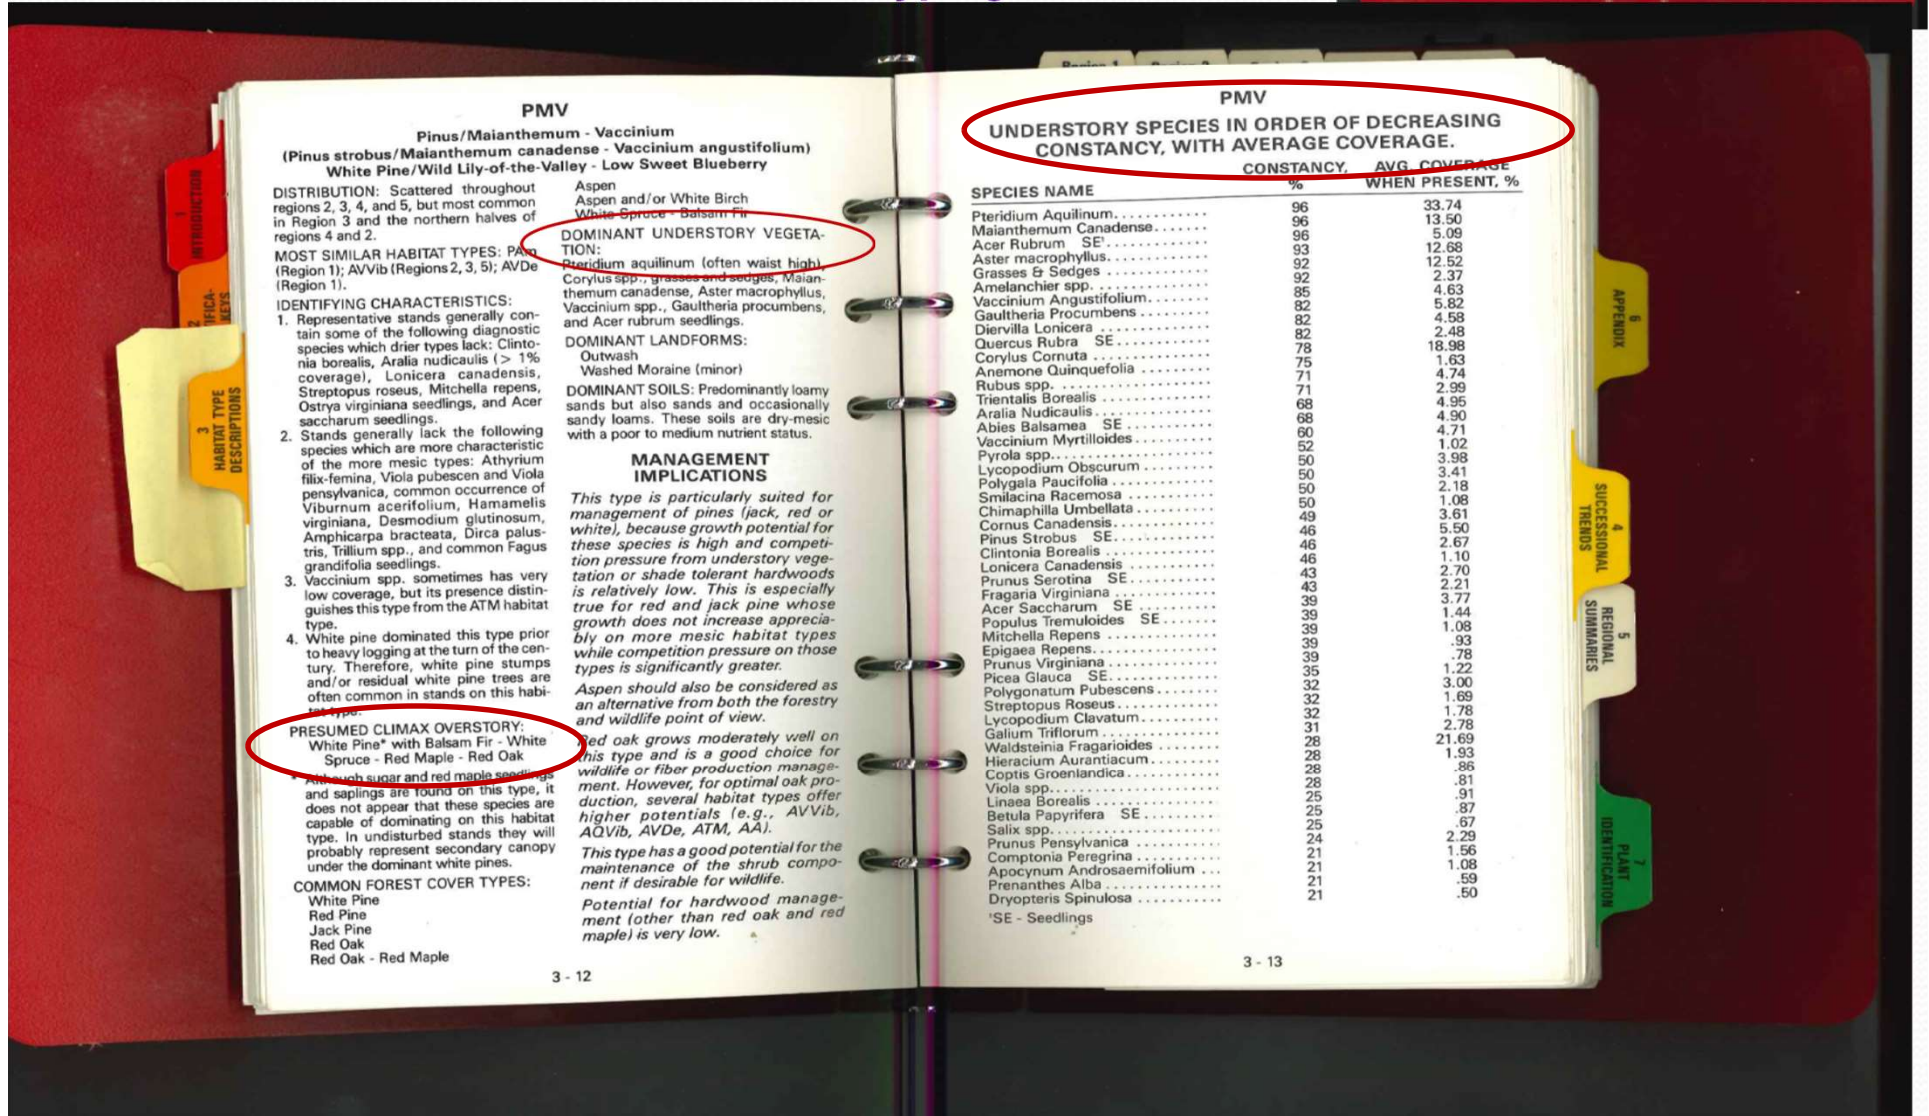 PMV
Pinus/Maianthemum - Vaccinium
(Pinus strobus/Maianthemum canadense - Vaccinium angustifolium)
White Pine/Wild Lily-of-the-Valley - Low Sweet Blueberry
DISTRIBUTION: Scattered throughout
regions 2, 3, 4, and 5, but most common
in Region 3 and the northern halves of
regions 4 and 2.
MOST SIMILAR HABITAT TYPES: PAm
(Region 1); AVVib (Regions 2, 3, 5); AVDe
(Region 1).
IDENTIFYING CHARACTERISTICS:
1. Representative stands generally con-
tain some of the following diagnostic
species which drier types lack: Clinto-
nia borealis, Aralia nudicaulis (> 1%
coverage), Lonicera canadensis,
Streptopus roseus, Mitchella repens,
Ostrya virginiana seedlings, and Acer
saccharum seedlings.
2. Stands generally lack the following
species which are more characteristic
of the more mesic types: Athyrium
filix-femina, Viola pubescen and Viola
pensylvanica, common occurrence of
Viburnum acerifolium, Hamamelis
virginiana, Desmodium glutinosum,
Amphicarpa bracteata, Dirca palus-
tris, Trillium spp., and common Fagus
grandifolia seedlings.
3. Vaccinium spp. sometimes has very
low coverage, but its presence distin-
guishes this type from the ATM habitat
type.
4. White pine dominated this type prior
to heavy logging at the turn of the cen-
tury. Therefore, white pine stumps
and/or residual white pine trees are
often common in stands on this habi-
tat type.
PRESUMED CLIMAX OVERSTORY:
White Pine* with Balsam Fir - White
Spruce - Red Maple - Red Oak
* Although sugar and red maple seedlings
and saplings are found on this type, it
does not appear that these species are
capable of dominating on this habitat
type. In undisturbed stands they will
probably represent secondary canopy
under the dominant white pines.
COMMON FOREST COVER TYPES:
White Pine
Red Pine
Jack Pine
Red Oak
Red Oak - Red Maple
Aspen
Aspen and/or White Birch
White Spruce - Balsam Fir
DOMINANT UNDERSTORY VEGETA-
TION:
Pteridium aquilinum (often waist high),
Corylus spp., grasses and sedges, Maian-
themum canadense, Aster macrophyllus,
Vaccinium spp., Gaultheria procumbens,
and Acer rubrum seedlings.
DOMINANT LANDFORMS:
Outwash
Washed Moraine (minor)
DOMINANT SOILS: Predominantly loamy
sands but also sands and occasionally
sandy loams. These soils are dry-mesic
with a poor to medium nutrient status.
MANAGEMENT
IMPLICATIONS
This type is particularly suited for
management of pines (jack, red or
white), because growth potential for
these species is high and competi-
tion pressure from understory vege-
tation or shade tolerant hardwoods
is relatively low. This is especially
true for red and jack pine whose
growth does not increase apprecia-
bly on more mesic habitat types
while competition pressure on those
types is significantly greater.
Aspen should also be considered as
an alternative from both the forestry
and wildlife point of view.
Red oak grows moderately well on
this type and is a good choice for
wildlife or fiber production manage-
ment. However, for optimal oak pro-
duction, several habitat types offer
higher potentials (e.g., AVVib,
AQVib, AVDe, ATM, AA).
This type has a good potential for the
maintenance of the shrub compo-
nent if desirable for wildlife.
Potential for hardwood manage-
ment (other than red oak and red
maple) is very low.
3 - 12
PMV
UNDERSTORY SPECIES IN ORDER OF DECREASING
CONSTANCY, WITH AVERAGE COVERAGE.
CONSTANCY, AVG. COVERAGE
SPECIES NAME % WHEN PRESENT, %
Pteridium Aquilinum 96 33.74
Maianthemum Canadense 96 13.50
Acer Rubrum SE¹ 96 5.09
Aster macrophyllus 93 12.68
Grasses & Sedges 92 12.52
Amelanchier spp. 92 2.37
Vaccinium Angustifolium 85 4.63
Gaultheria Procumbens 82 5.82
Diervilla Lonicera 82 4.58
Quercus Rubra SE 82 2.48
Corylus Cornuta 78 18.98
Anemone Quinquefolia 75 1.63
Rubus spp. 71 4.74
Trientalis Borealis 71 2.99
Aralia Nudicaulis 68 4.95
Abies Balsamea SE 68 4.90
Vaccinium Myrtilloides 60 4.71
Pyrola spp. 52 1.02
Lycopodium Obscurum 50 3.98
Polygala Paucifolia 50 3.41
Smilacina Racemosa 50 2.18
Chimaphilla Umbellata 50 1.08
Cornus Canadensis 49 3.61
Pinus Strobus SE 46 5.50
Clintonia Borealis 46 2.67
Lonicera Canadensis 46 1.10
Prunus Serotina SE 43 2.70
Fragaria Virginiana 43 2.21
Acer Saccharum SE 39 3.77
Populus Tremuloides SE 39 1.44
Mitchella Repens 39 1.08
Epigaea Repens 39 .93
Prunus Virginiana 39 .78
Picea Glauca SE 35 1.22
Polygonatum Pubescens 32 3.00
Streptopus Roseus 32 1.69
Lycopodium Clavatum 32 1.78
Galium Triflorum 31 2.78
Waldsteinia Fragarioides 28 21.69
Hieracium Aurantiacum 28 1.93
Coptis Groenlandica 28 .86
Viola spp. 28 .81
Linaea Borealis 25 .91
Betula Papyrifera SE 25 .87
Salix spp. 25 .67
Prunus Pensylvanica 24 2.29
Comptonia Peregrina 21 1.56
Apocynum Androsaemifolium 21 1.08
Prenanthes Alba 21 .59
Dryopteris Spinulosa 21 .50
¹SE - Seedlings
3 - 13
1
INTRODUCTION
3
HABITAT TYPE
DESCRIPTIONS
6
APPENDIX
4
SUCCESSIONAL
TRENDS
5
REGIONAL
SUMMARIES
7
PLANT
IDENTIFICATION